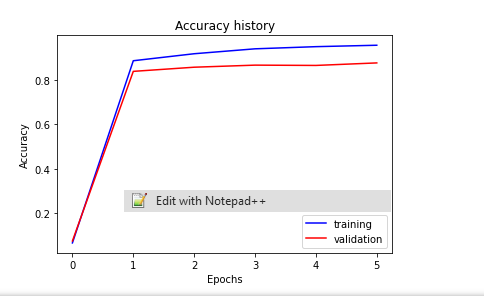 Accuracy history
Accuracy
0.8
0.6
0.4
0.2
Edit with Notepad++
training
validation
0 1 2 3 4 5
Epochs